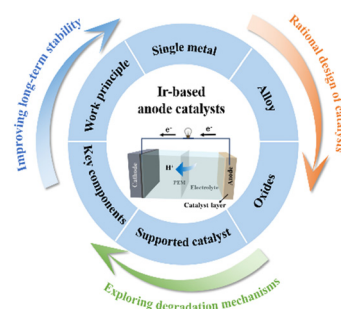 Improving long-term stability
Rational design of catalysts
Exploring degradation mechanisms
Single metal
Alloy
Oxides
Supported catalyst
Key components
Work principle
Ir-based
anode catalysts
e⁻
e⁻
Cathode
H⁺
PEM
Electrolyte
Anode
Catalyst layer